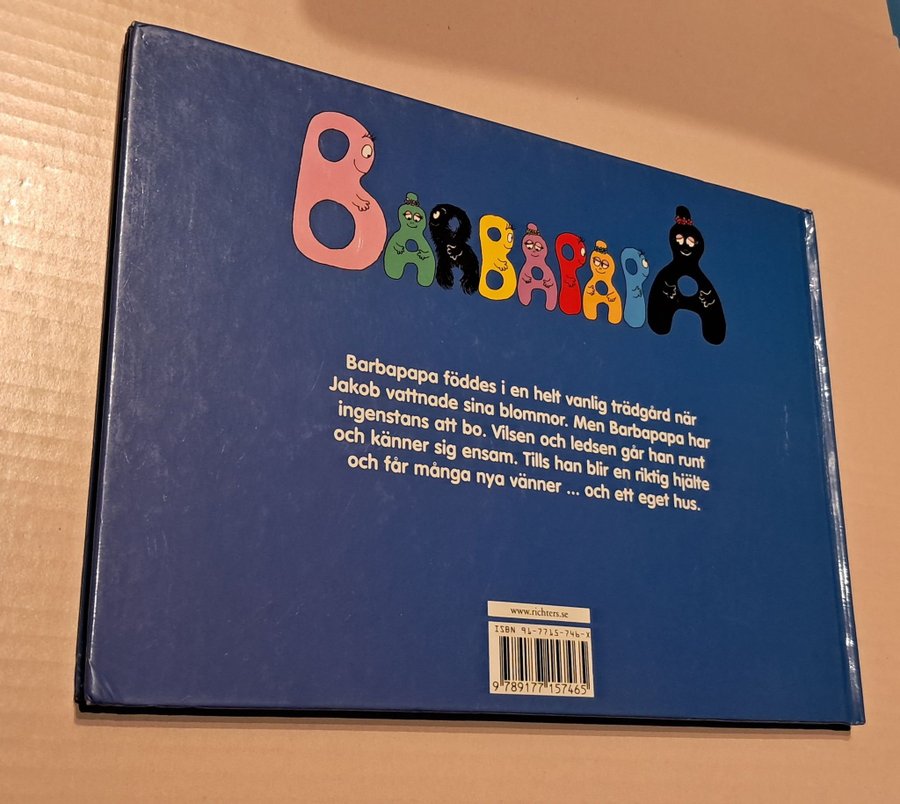 BARBAPAPA
Barbapapa föddes i en helt vanlig trädgård när
Jakob vattnade sina blommor. Men Barbapapa har
ingenstans att bo. Vilsen och ledsen går han runt
och känner sig ensam. Tills han blir en riktig hjälte
och får många nya vänner ... och ett eget hus.
www.richters.se
ISBN 91-7715-746-X
9 789177 157465